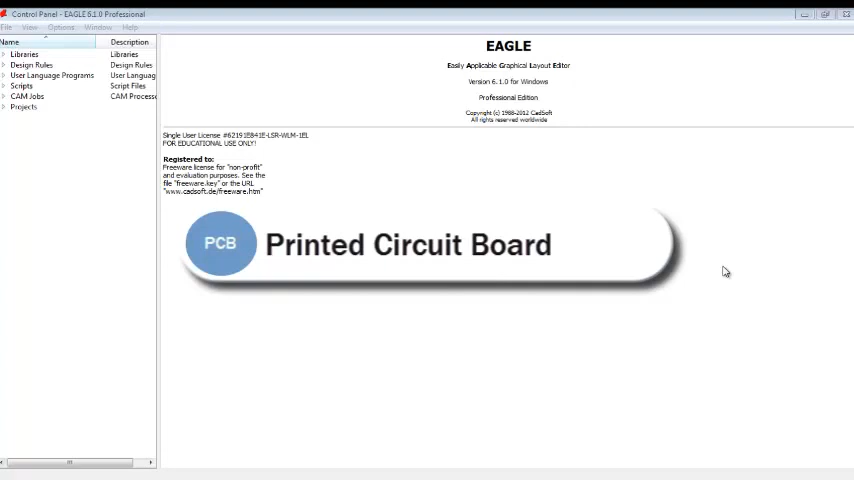 Control Panel - EAGLE 6.1.0 Professional
File View Options Window Help
Name Description
Libraries Libraries
Design Rules Design Rules
User Language Programs User Languag
Scripts Script Files
CAM Jobs CAM Processo
Projects
EAGLE
Easily Applicable Graphical Layout Editor
Version 6.1.0 for Windows
Professional Edition
Copyright (c) 1988-2012 CadSoft
All rights reserved worldwide
Single User License #62191E841E-LSR-WLM-1EL
FOR EDUCATIONAL USE ONLY!
Registered to:
Freeware license for "non-profit"
and evaluation purposes. See the
file "freeware.key" or the URL
"www.cadsoft.de/freeware.htm"
PCB Printed Circuit Board